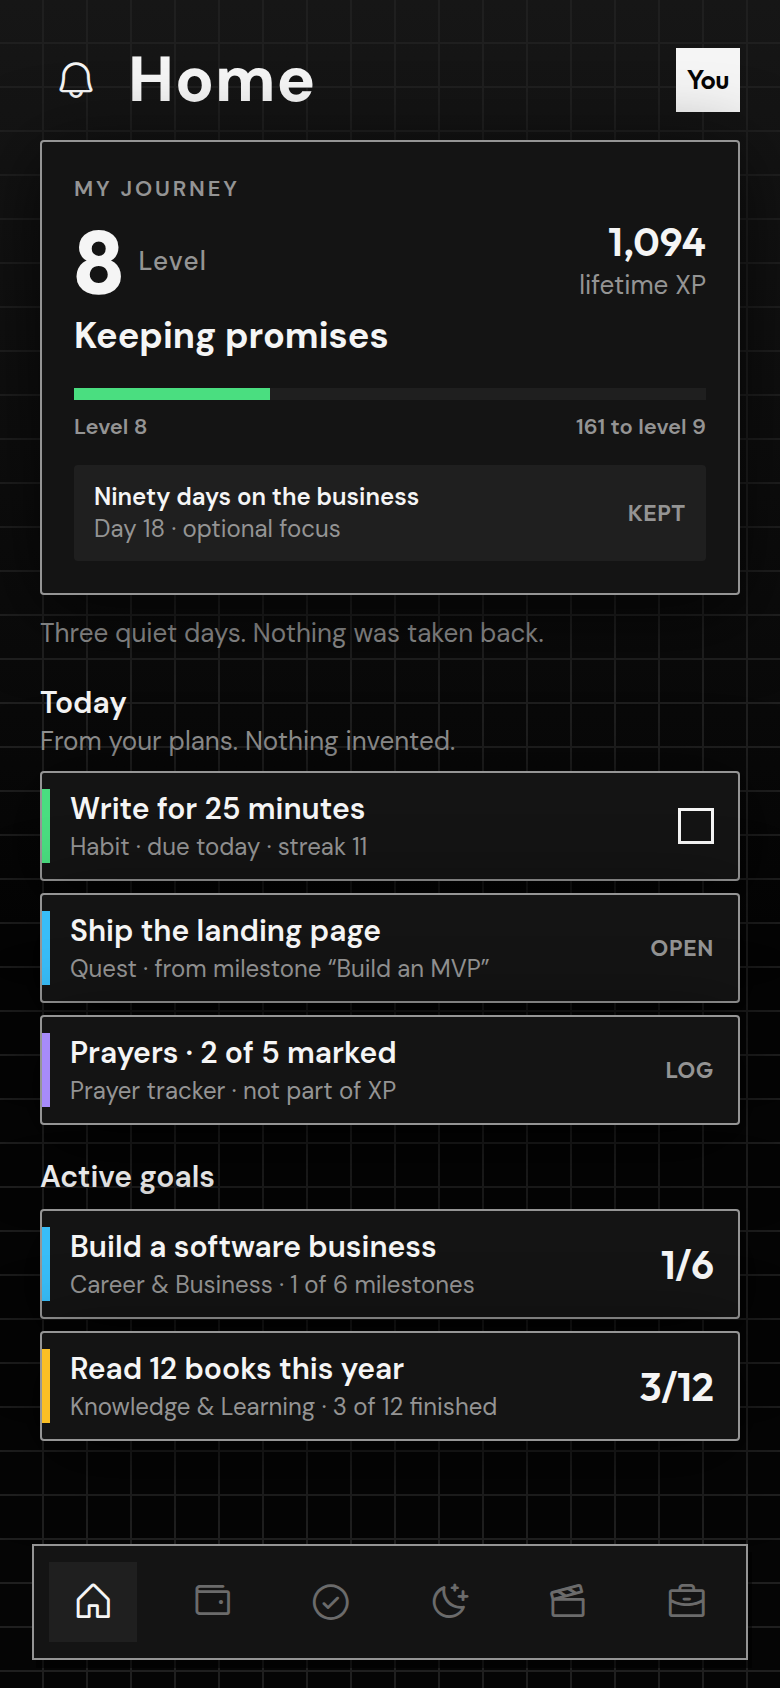 Home
You
MY JOURNEY
8 Level
1,094
lifetime XP
Keeping promises
Level 8
161 to level 9
Ninety days on the business
Day 18 · optional focus
KEPT
Three quiet days. Nothing was taken back.
Today
From your plans. Nothing invented.
Write for 25 minutes
Habit · due today · streak 11
Ship the landing page
Quest · from milestone “Build an MVP”
OPEN
Prayers · 2 of 5 marked
Prayer tracker · not part of XP
LOG
Active goals
Build a software business
Career & Business · 1 of 6 milestones
1/6
Read 12 books this year
Knowledge & Learning · 3 of 12 finished
3/12